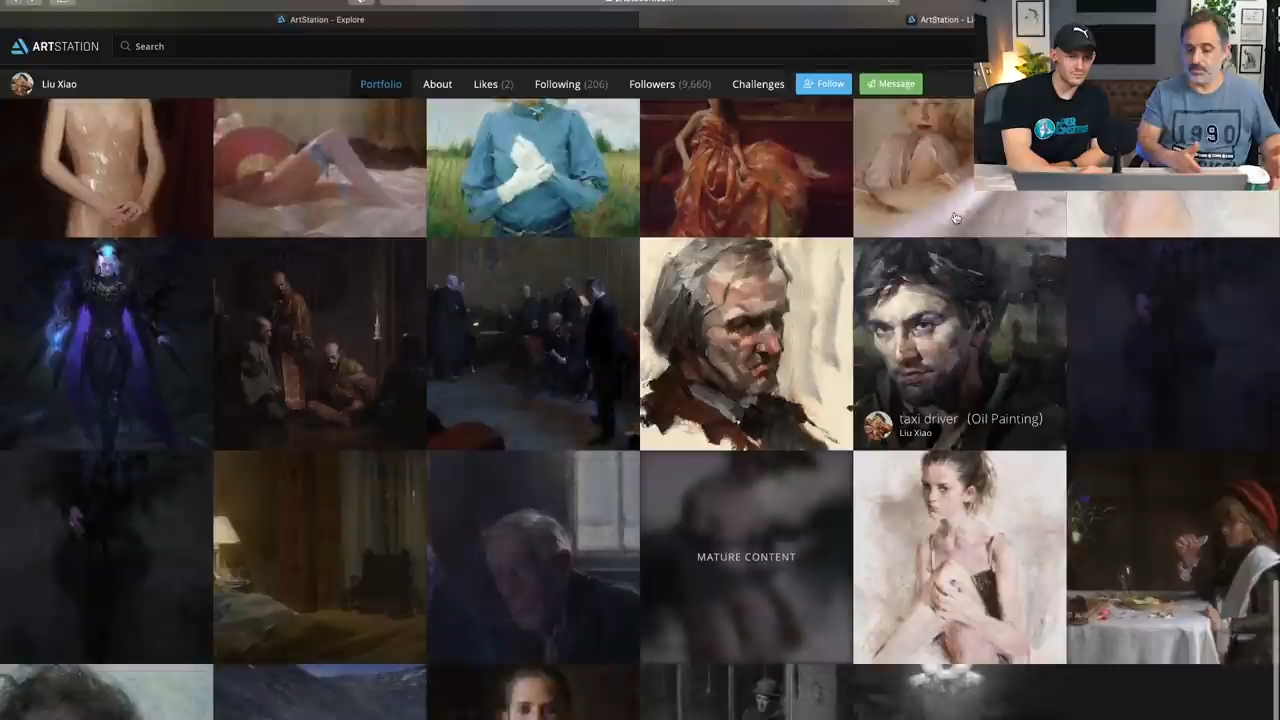 ArtStation - Explore
ArtStation - Li
ARTSTATION
Search
Liu Xiao
Portfolio
About
Likes (2)
Following (206)
Followers (9,660)
Challenges
Follow
Message
1990
taxi driver (Oil Painting)
Liu Xiao
MATURE CONTENT